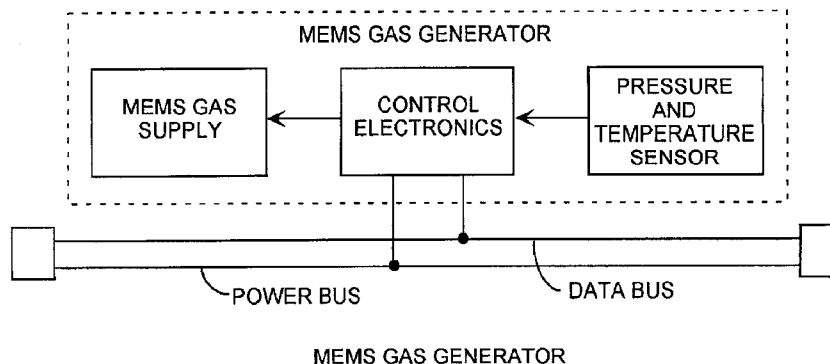 MEMS GAS GENERATOR
MEMS GAS
SUPPLY
CONTROL
ELECTRONICS
PRESSURE
AND
TEMPERATURE
SENSOR
POWER BUS
DATA BUS
MEMS GAS GENERATOR